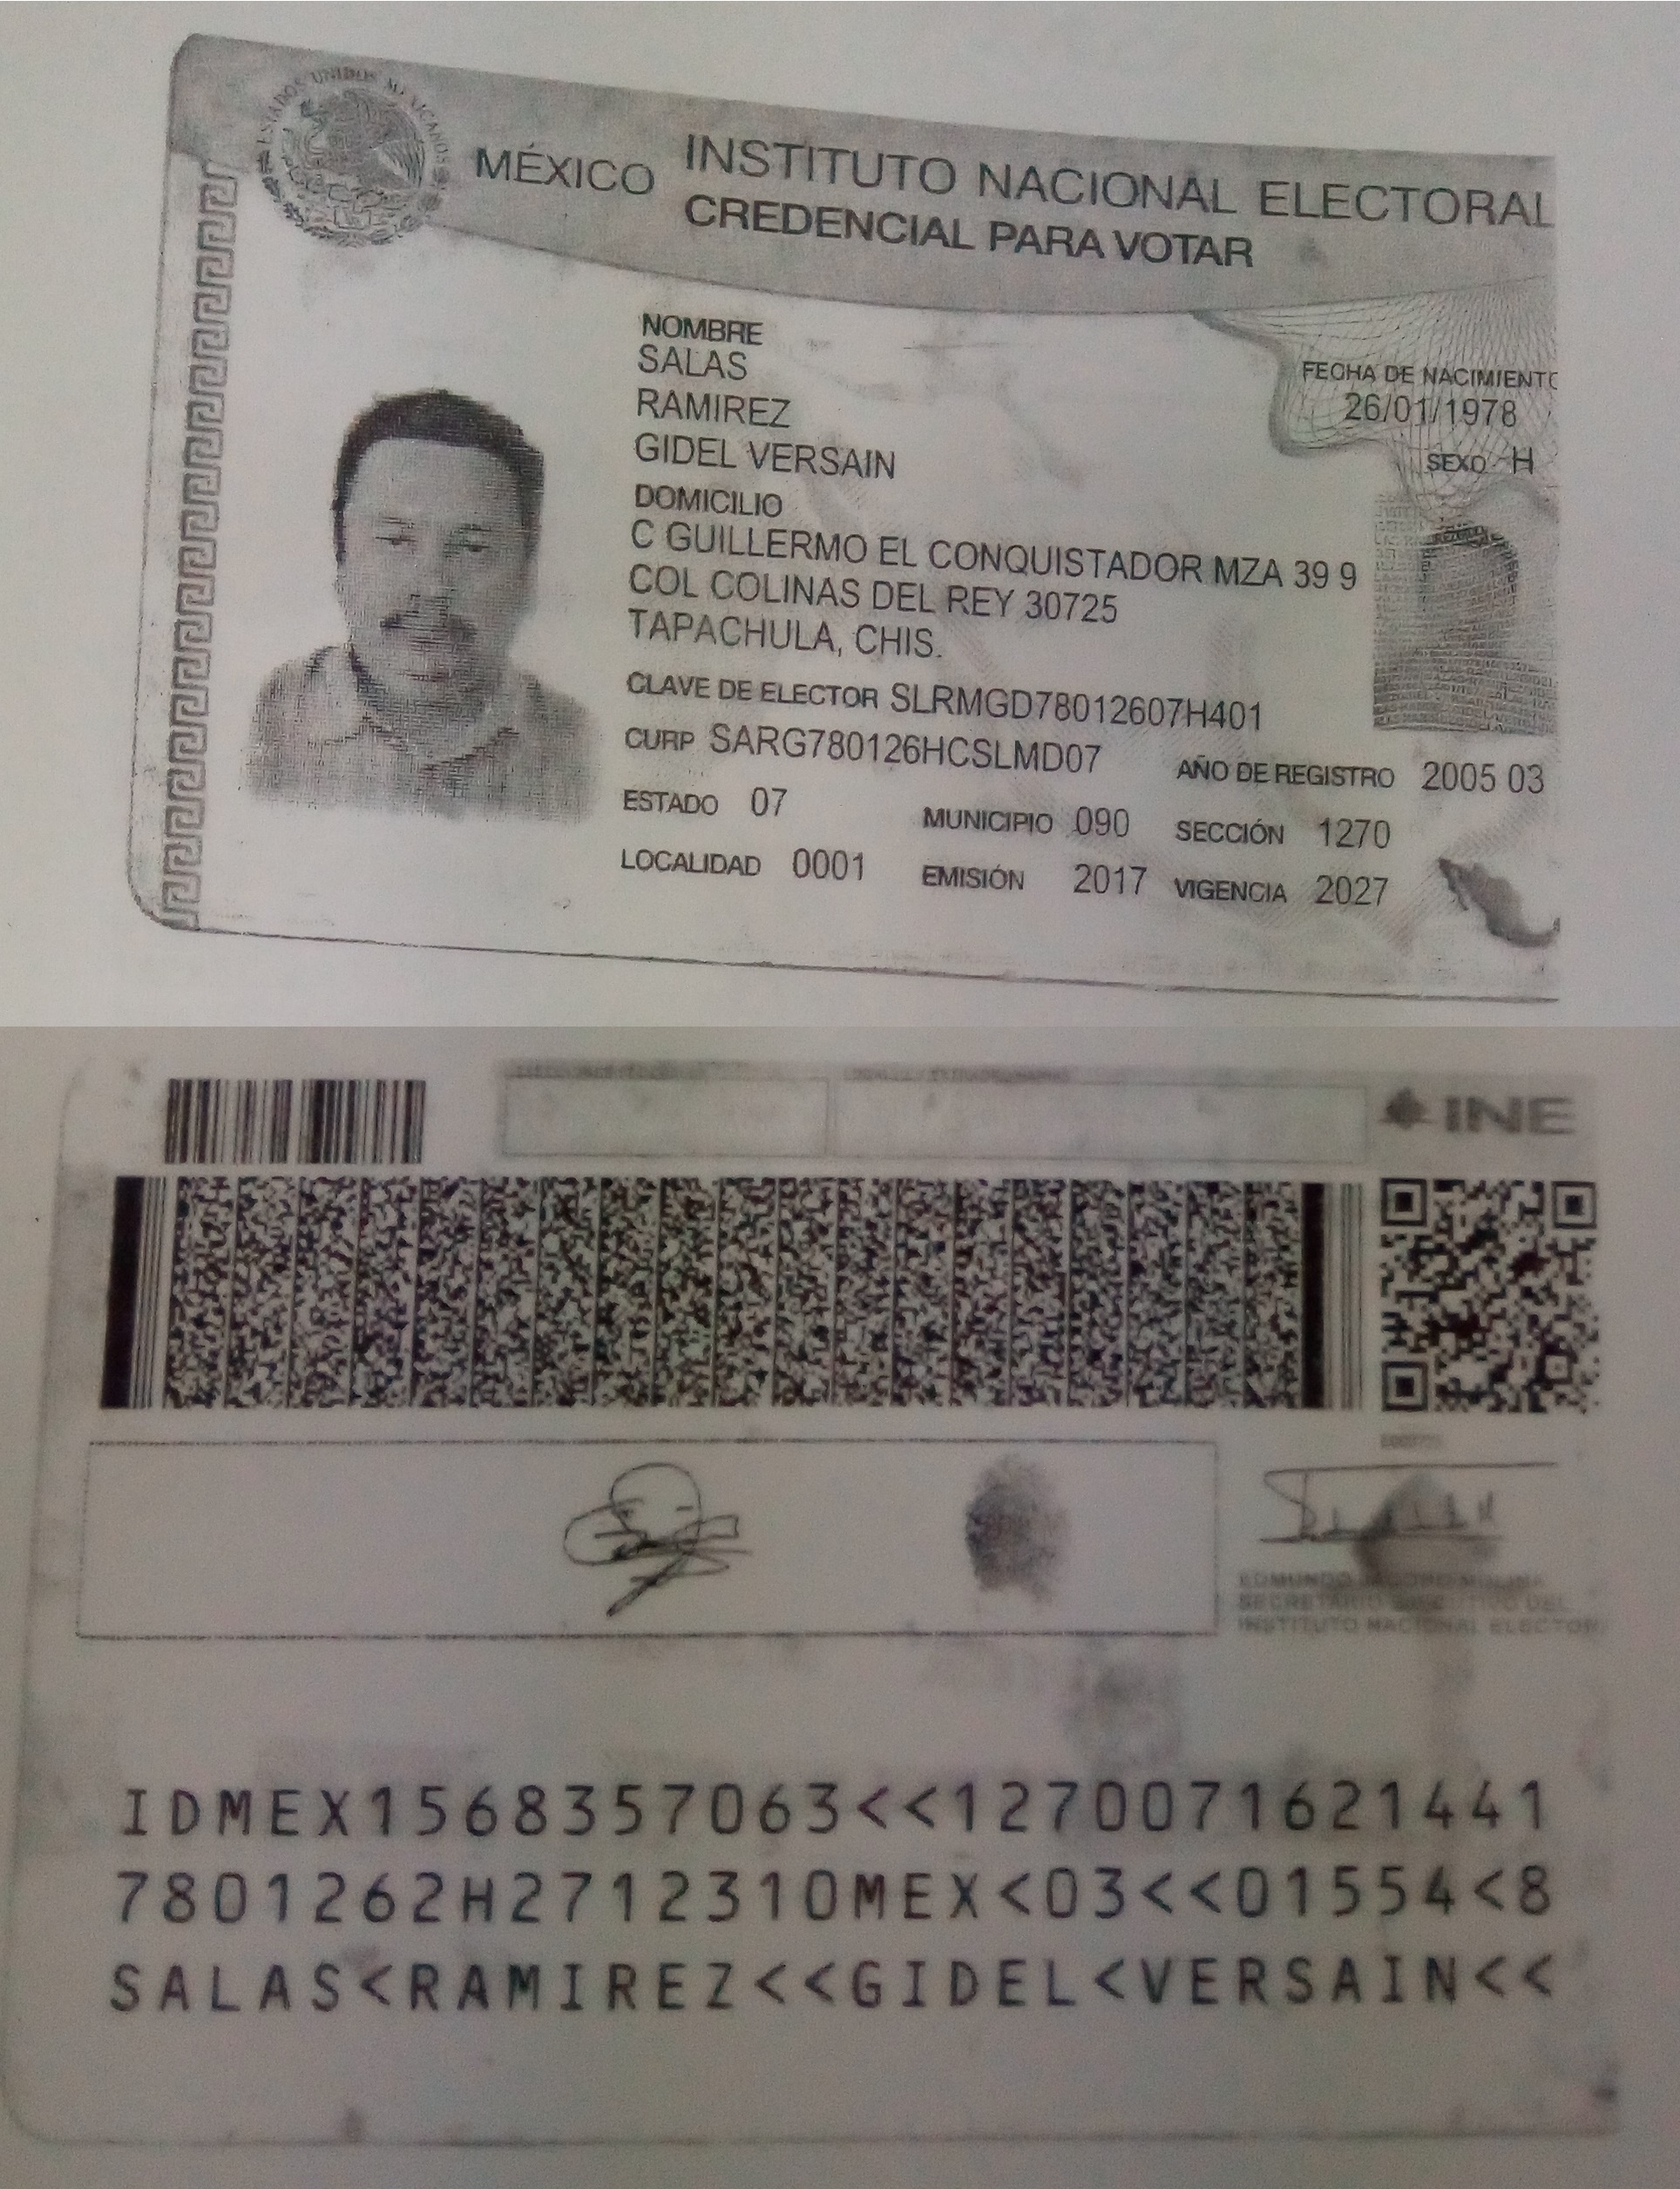 ESTADOS UNIDOS MEXICANOS
MÉXICO INSTITUTO NACIONAL ELECTORAL
CREDENCIAL PARA VOTAR
NOMBRE
SALAS
RAMIREZ
GIDEL VERSAIN
FECHA DE NACIMIENTO
26/01/1978
SEXO H
DOMICILIO
C GUILLERMO EL CONQUISTADOR MZA 39 9
COL COLINAS DEL REY 30725
TAPACHULA, CHIS.
CLAVE DE ELECTOR SLRMGD78012607H401
CURP SARG780126HCSLMD07 AÑO DE REGISTRO 2005 03
ESTADO 07 MUNICIPIO 090 SECCIÓN 1270
LOCALIDAD 0001 EMISIÓN 2017 VIGENCIA 2027
INE
EDMUNDO JACOBO MOLINA
SECRETARIO EJECUTIVO DEL
INSTITUTO NACIONAL ELECTOR
IDMEX1568357063<<1270071621441
7801262H2712310MEX<03<<01554<8
SALAS<RAMIREZ<<GIDEL<VERSAIN<<